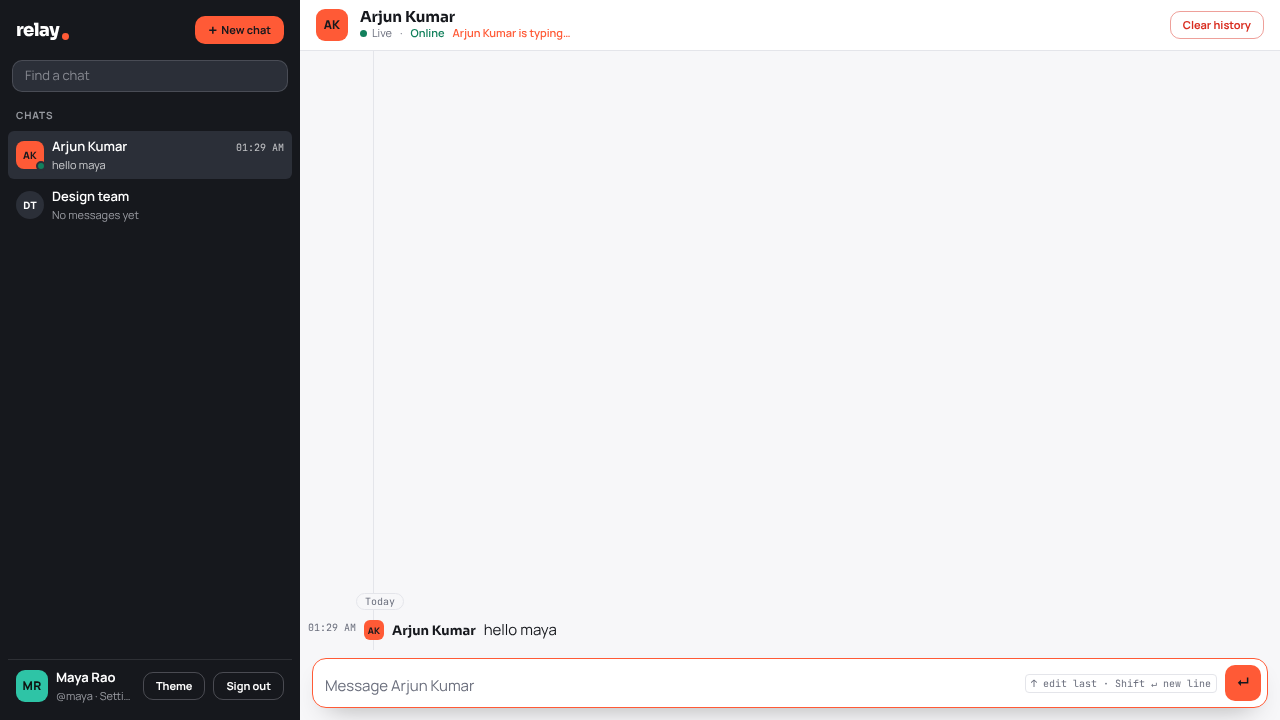 relay.
+ New chat
Find a chat
CHATS
AK
Arjun Kumar
01:29 AM
hello maya
DT
Design team
No messages yet
MR
Maya Rao
@maya · Setti…
Theme
Sign out
AK
Arjun Kumar
Live · Online Arjun Kumar is typing…
Clear history
Today
01:29 AM AK Arjun Kumar hello maya
Message Arjun Kumar
↑ edit last · Shift ↵ new line
↵